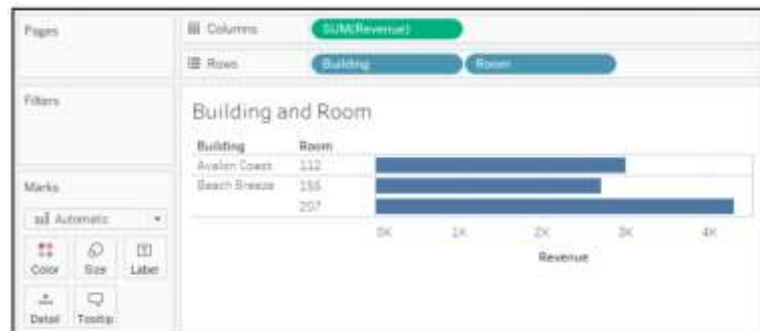 Pages
Columns
SUM(Revenue)
Rows
Building
Room
Filters
Building and Room
Building Room
Avalon Coast 112
Beach Breeze 155
207
Marks
Automatic
Color Size Label
Detail Tooltip
0K 1K 2K 3K 4K
Revenue